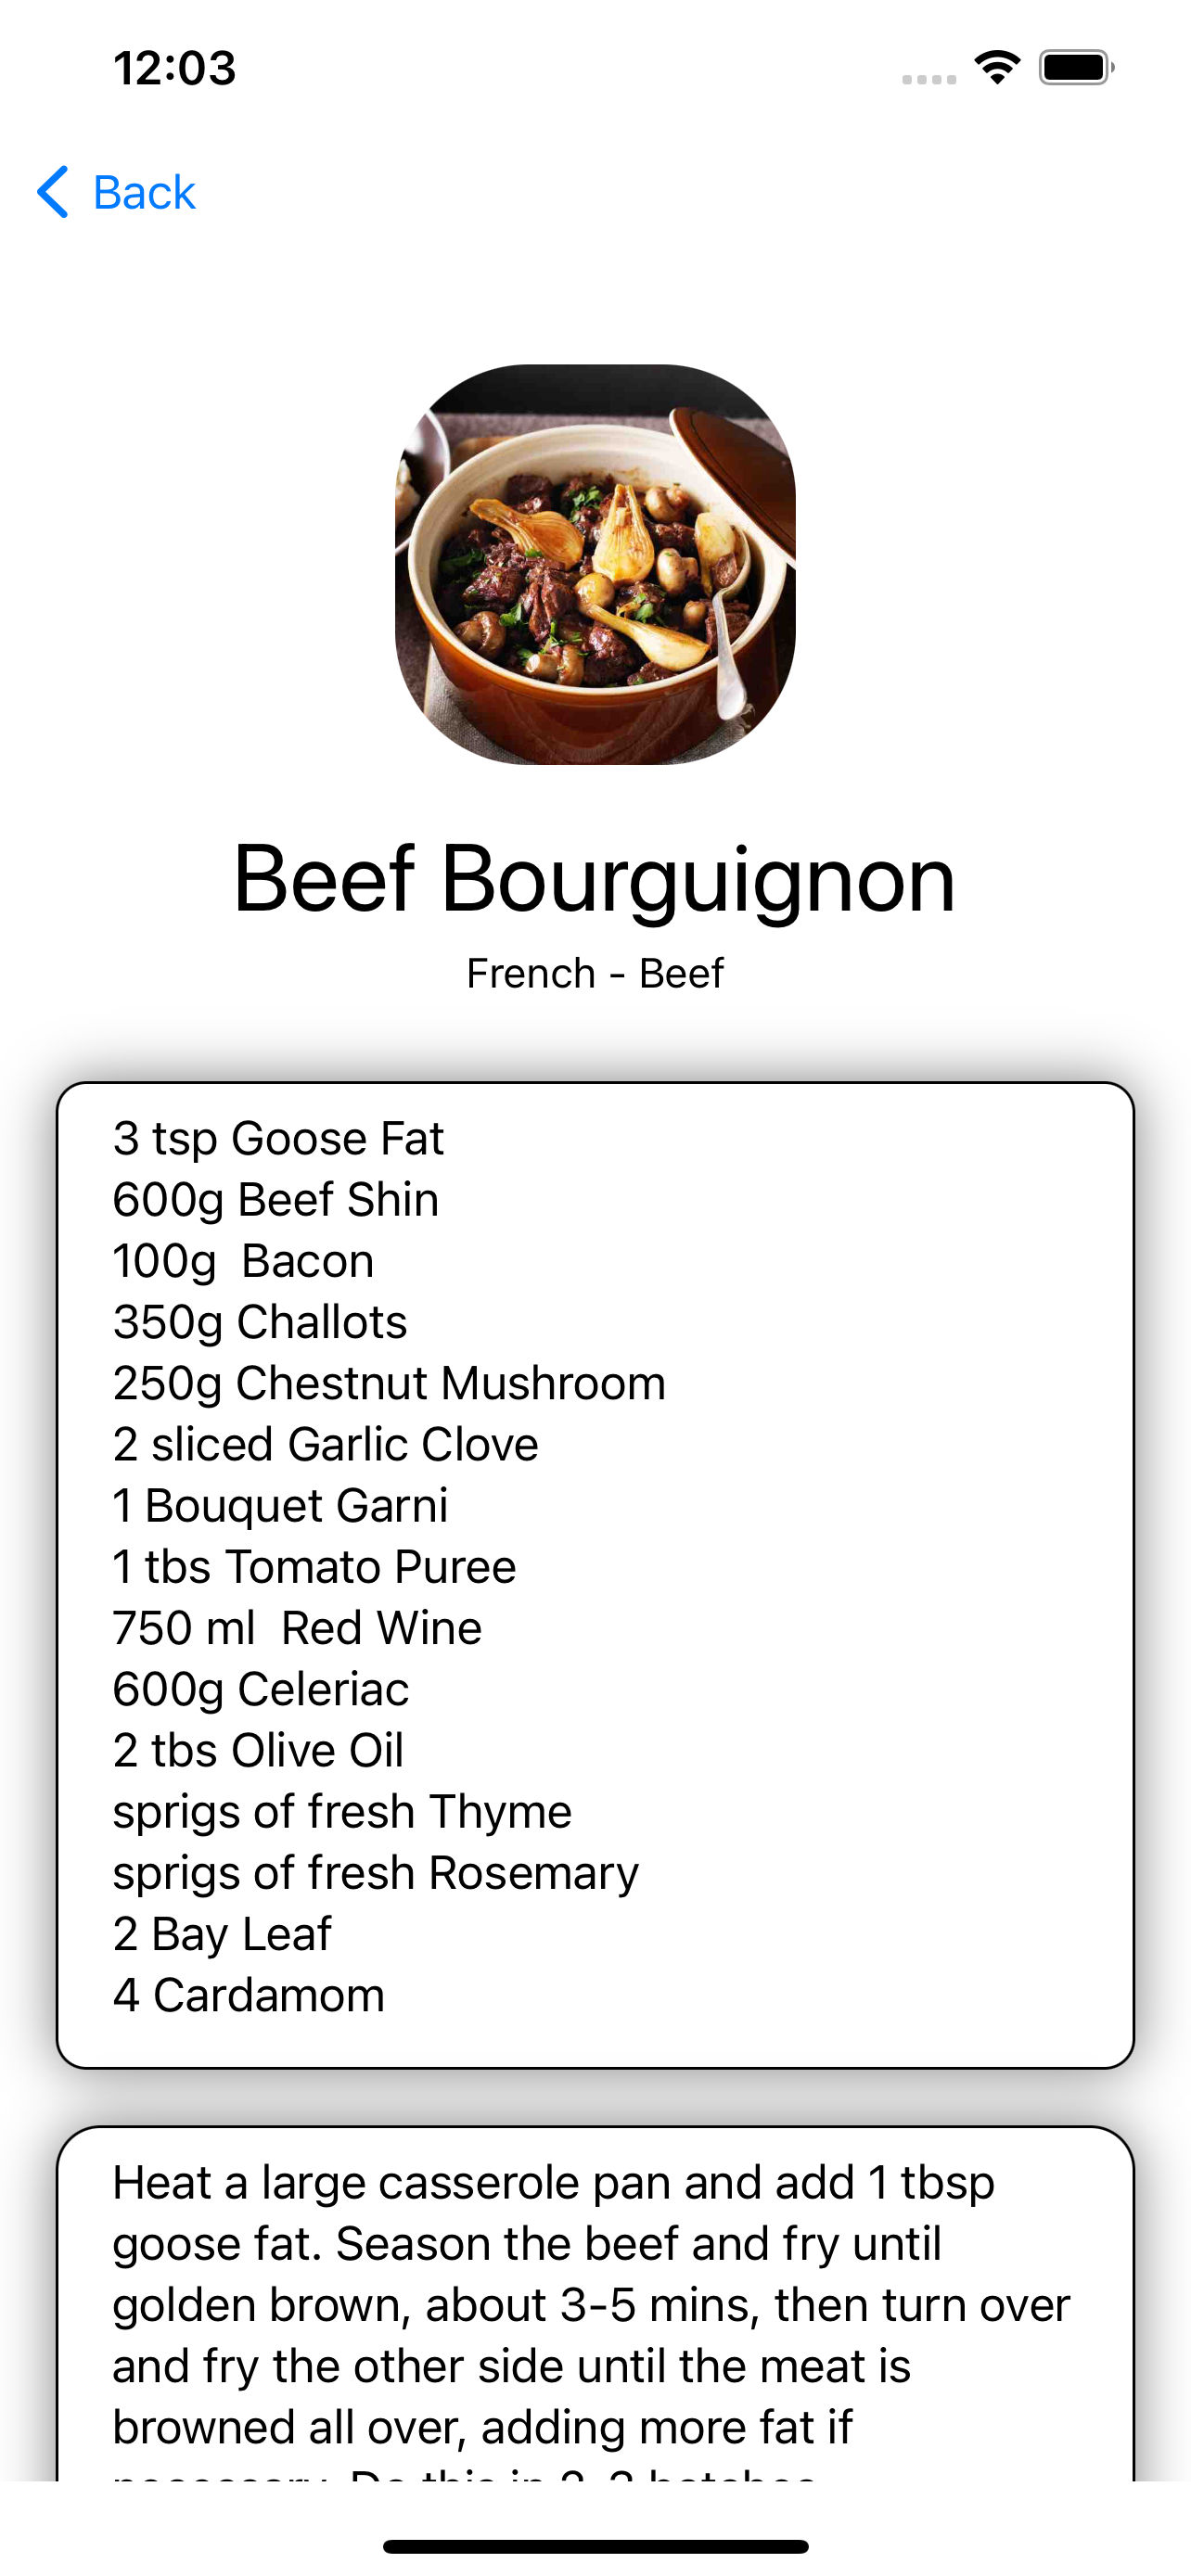 12:03
Back
Beef Bourguignon
French - Beef
3 tsp Goose Fat
600g Beef Shin
100g  Bacon
350g Challots
250g Chestnut Mushroom
2 sliced Garlic Clove
1 Bouquet Garni
1 tbs Tomato Puree
750 ml  Red Wine
600g Celeriac
2 tbs Olive Oil
sprigs of fresh Thyme
sprigs of fresh Rosemary
2 Bay Leaf
4 Cardamom
Heat a large casserole pan and add 1 tbsp
goose fat. Season the beef and fry until
golden brown, about 3-5 mins, then turn over
and fry the other side until the meat is
browned all over, adding more fat if